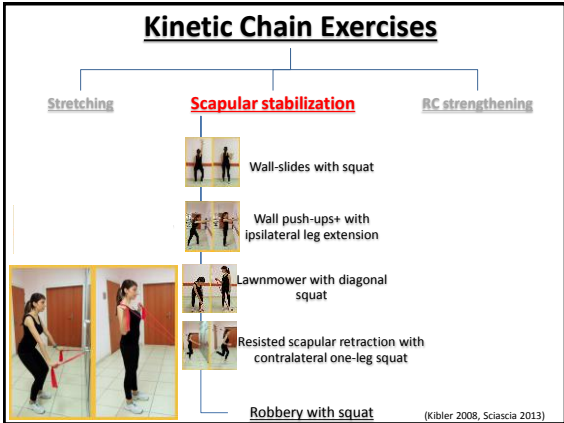 Kinetic Chain Exercises
Stretching
Scapular stabilization
RC strengthening
Wall-slides with squat
Wall push-ups+ with
ipsilateral leg extension
Lawnmower with diagonal
squat
Resisted scapular retraction with
contralateral one-leg squat
Robbery with squat
(Kibler 2008, Sciascia 2013)